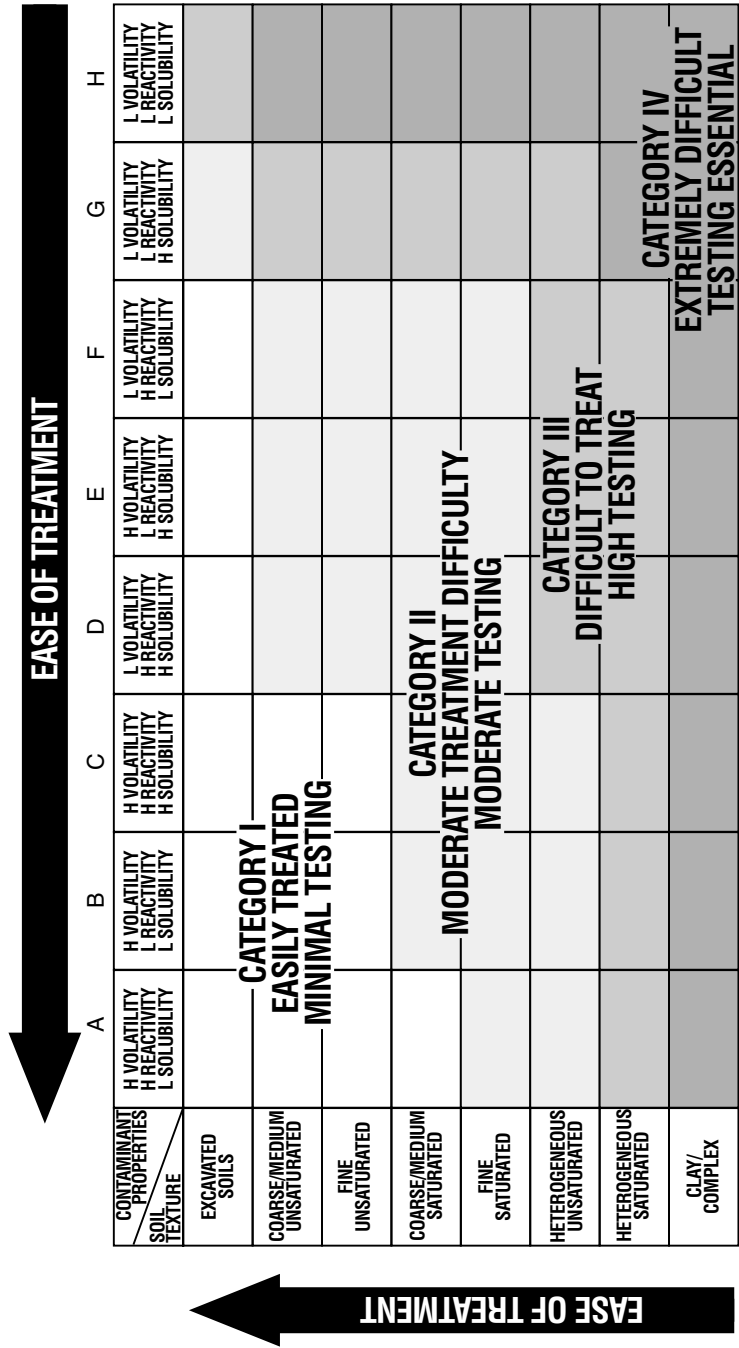 EASE OF TREATMENT
A B C D E F G H
CONTAMINANT
PROPERTIES
SOIL
TEXTURE
H VOLATILITY
H REACTIVITY
L SOLUBILITY
H VOLATILITY
L REACTIVITY
L SOLUBILITY
H VOLATILITY
H REACTIVITY
H SOLUBILITY
L VOLATILITY
H REACTIVITY
H SOLUBILITY
H VOLATILITY
L REACTIVITY
H SOLUBILITY
L VOLATILITY
H REACTIVITY
L SOLUBILITY
L VOLATILITY
L REACTIVITY
H SOLUBILITY
L VOLATILITY
L REACTIVITY
L SOLUBILITY
EXCAVATED
SOILS
COARSE/MEDIUM
UNSATURATED
FINE
UNSATURATED
COARSE/MEDIUM
SATURATED
FINE
SATURATED
HETEROGENEOUS
UNSATURATED
HETEROGENEOUS
SATURATED
CLAY/
COMPLEX
CATEGORY I
EASILY TREATED
MINIMAL TESTING
CATEGORY II
MODERATE TREATMENT DIFFICULTY
MODERATE TESTING
CATEGORY III
DIFFICULT TO TREAT
HIGH TESTING
CATEGORY IV
EXTREMELY DIFFICULT
TESTING ESSENTIAL
EASE OF TREATMENT